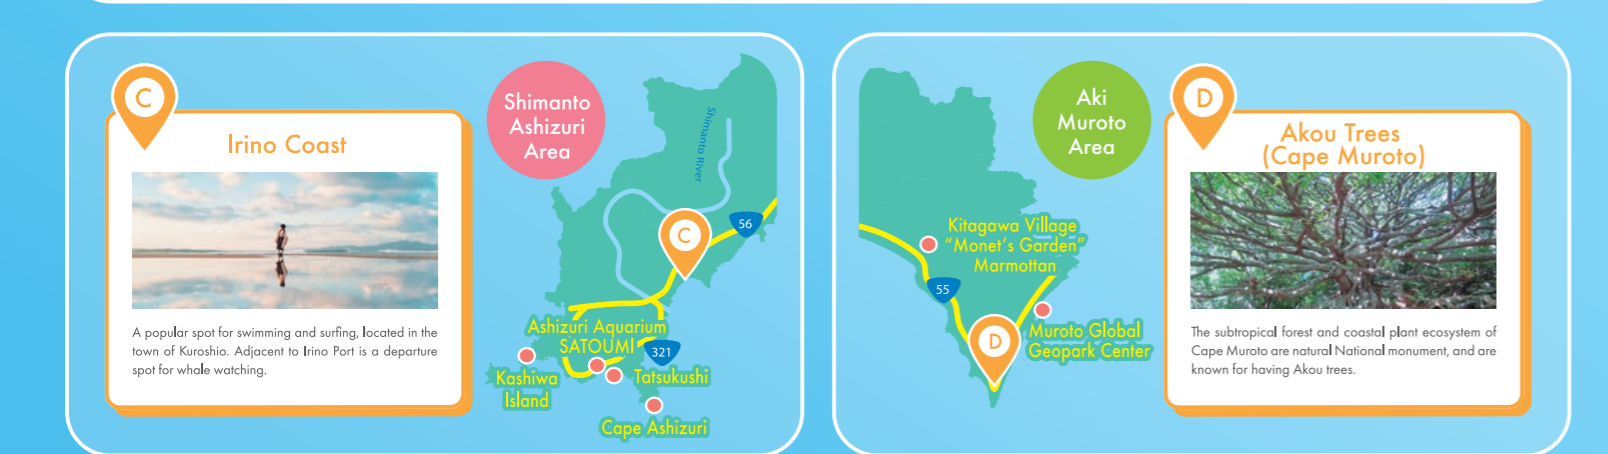 C
Irino Coast
A popular spot for swimming and surfing, located in the
town of Kuroshio. Adjacent to Irino Port is a departure
spot for whale watching.
Shimanto
Ashizuri
Area
Shimanto River
56
C
Ashizuri Aquarium
SATOUMI
321
Kashiwa
Island
Tatsukushi
Cape Ashizuri
Aki
Muroto
Area
Kitagawa Village
"Monet's Garden"
Marmottan
55
D
Muroto Global
Geopark Center
D
Akou Trees
(Cape Muroto)
The subtropical forest and coastal plant ecosystem of
Cape Muroto are natural National monument, and are
known for having Akou trees.